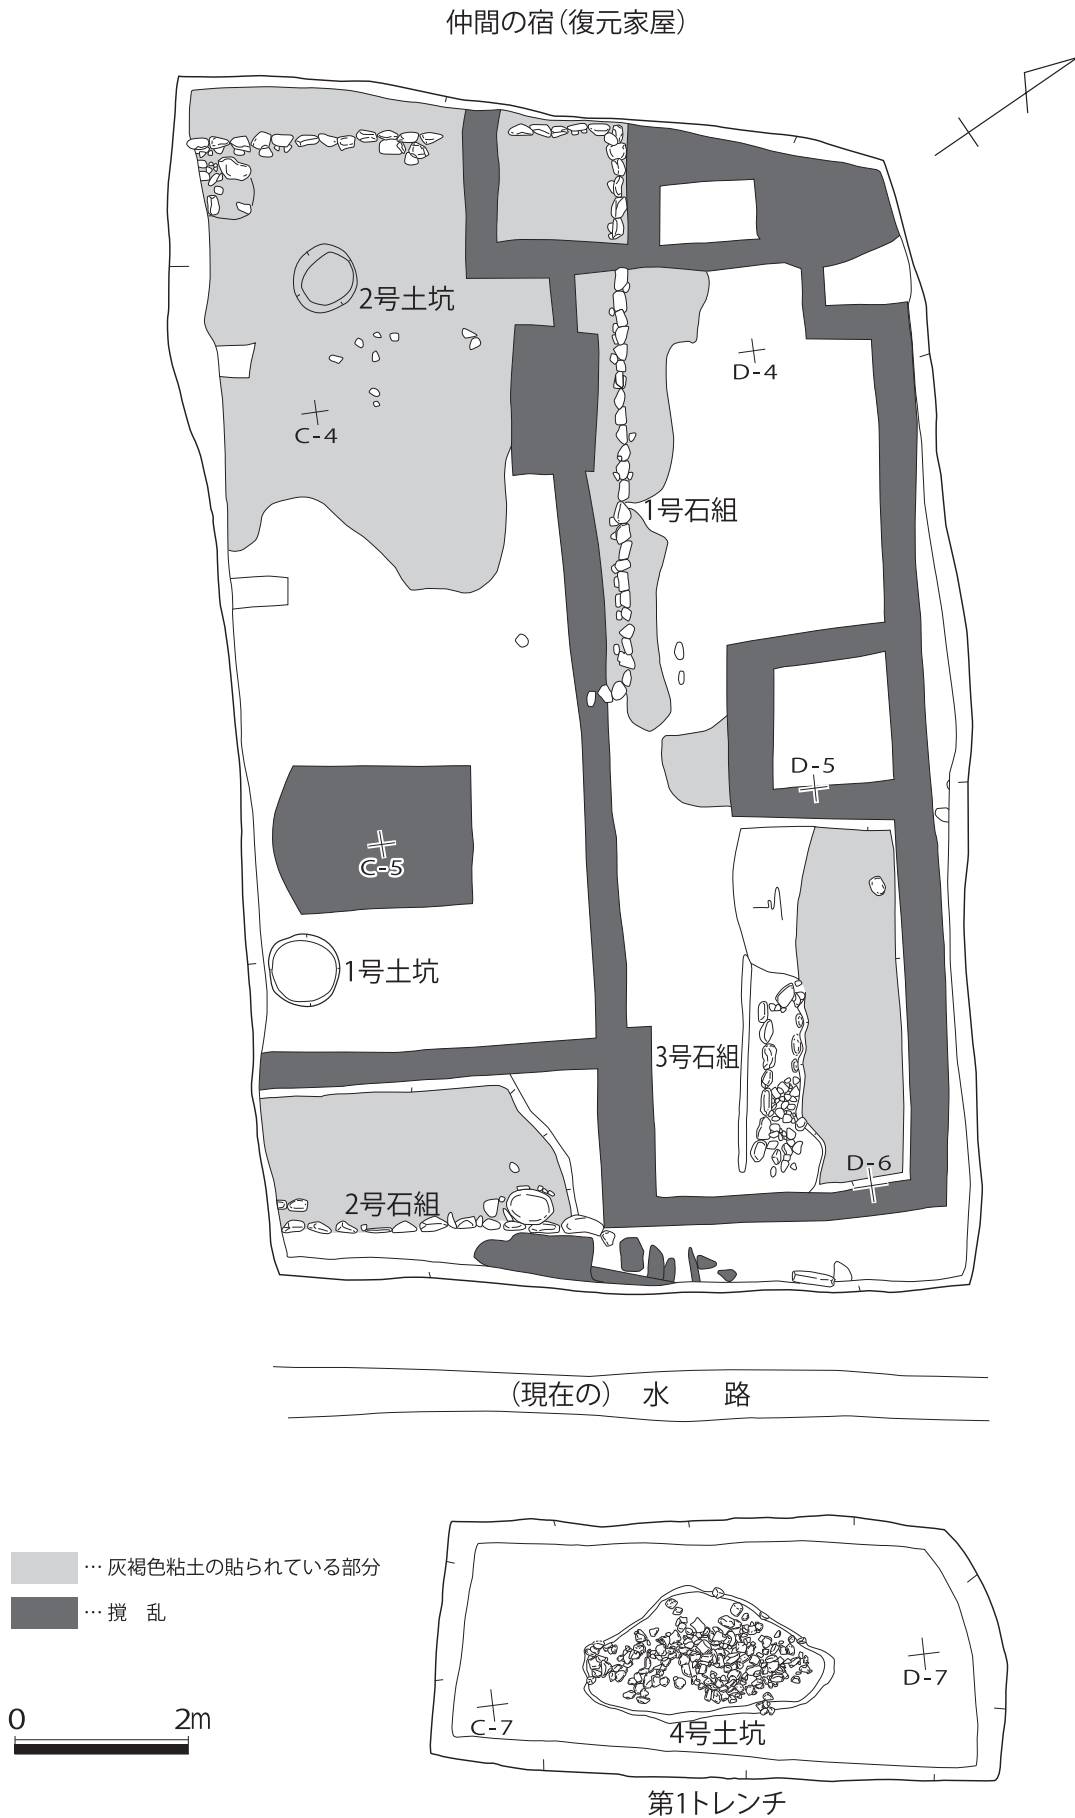 仲間の宿（復元家屋）
2号土坑
D-4
C-4
1号石組
D-5
C-5
1号土坑
3号石組
D-6
2号石組
（現在の）　水　　路
… 灰褐色粘土の貼られている部分
… 撹　乱
D-7
C-7
0　2m
4号土坑
第1トレンチ